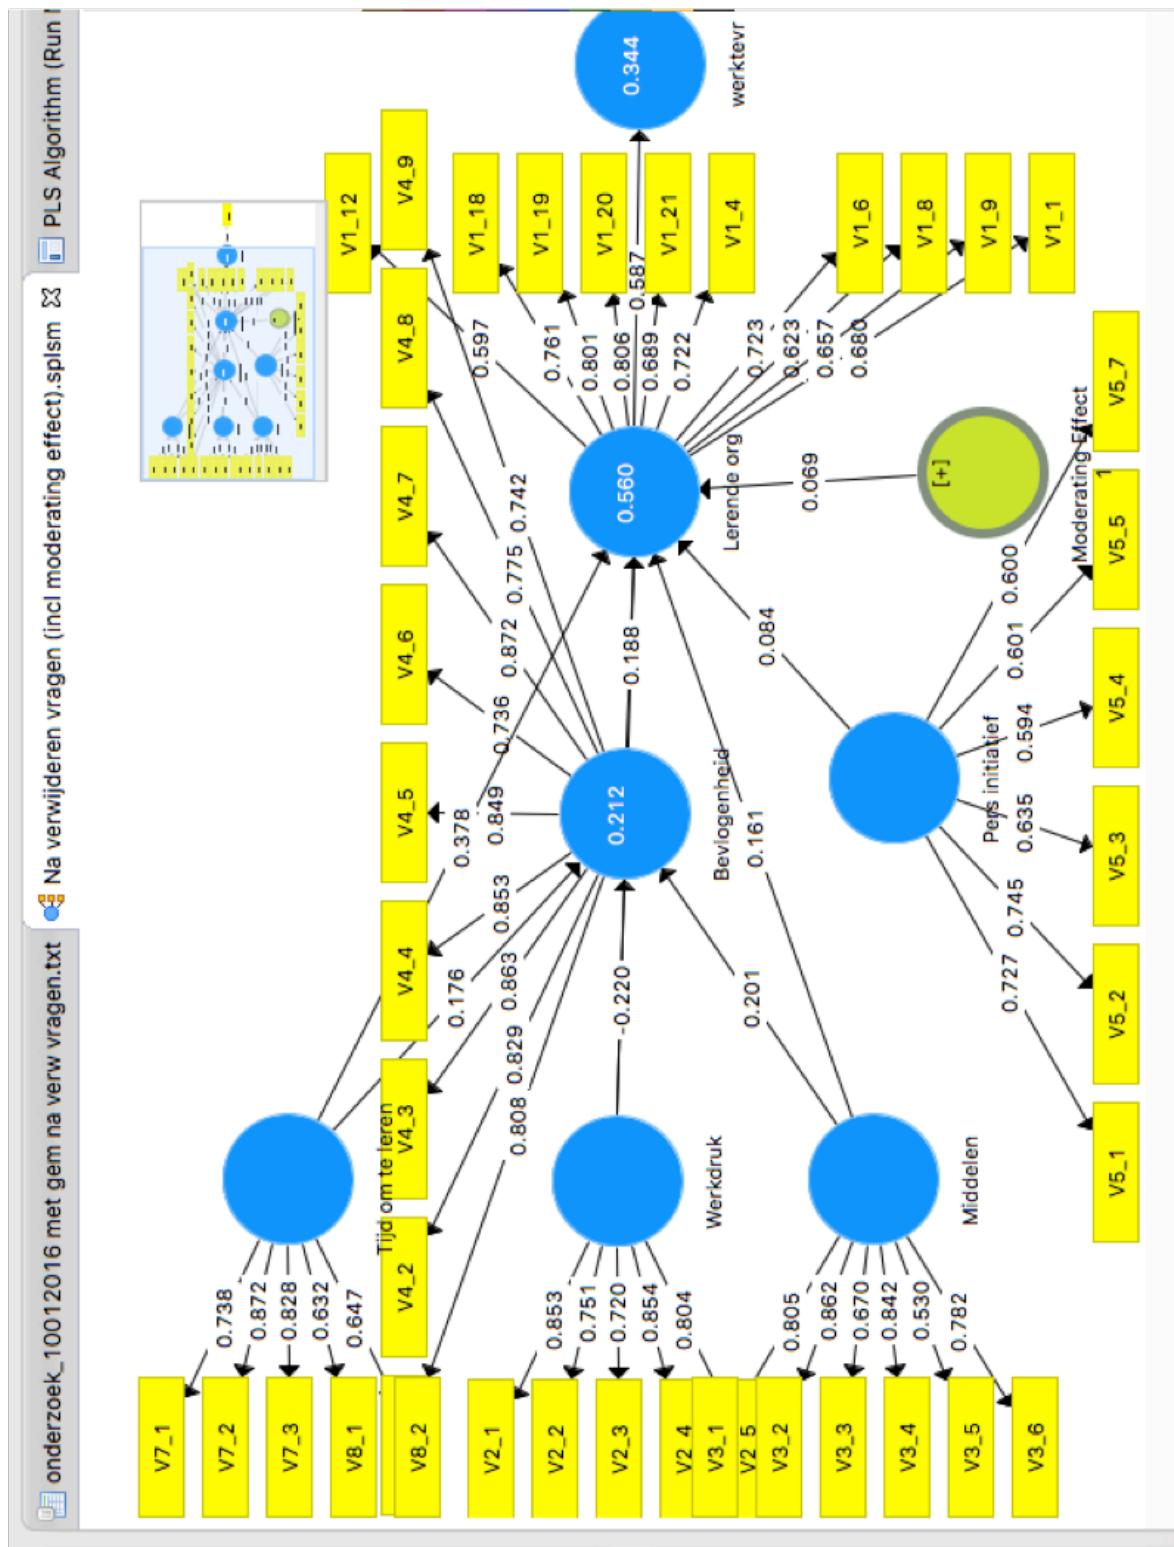 onderzoek_10012016 met gem na verw vragen.txt
Na verwijderen vragen (incl moderating effect).splsm
PLS Algorithm (Run
V7_1
V7_2
V7_3
V8_1
V8_2
0.738
0.872
0.828
0.632
0.647
Tijd om te leren
0.378
0.176
V2_1
V2_2
V2_3
V2_4
V2_5
0.853
0.751
0.720
0.854
0.804
Werkdruk
-0.220
V3_1
V3_2
V3_3
V3_4
V3_5
V3_6
0.805
0.862
0.670
0.842
0.530
0.782
Middelen
0.201
0.161
V4_2
V4_3
V4_4
V4_5
V4_6
V4_7
V4_8
V4_9
0.808
0.829
0.863
0.853
0.849
0.736
0.872
0.775
0.742
0.212
Bevlogenheid
0.188
V5_1
V5_2
V5_3
V5_4
V5_5
V5_7
0.727
0.745
0.635
0.594
0.601
0.600
Pers initiatief
0.084
[+]
Moderating Effect
1
0.069
0.560
Lerende org
V1_12
V1_18
V1_19
V1_20
V1_21
V1_4
V1_6
V1_8
V1_9
V1_1
0.597
0.761
0.801
0.806
0.689
0.722
0.723
0.623
0.657
0.680
0.587
0.344
werktevr